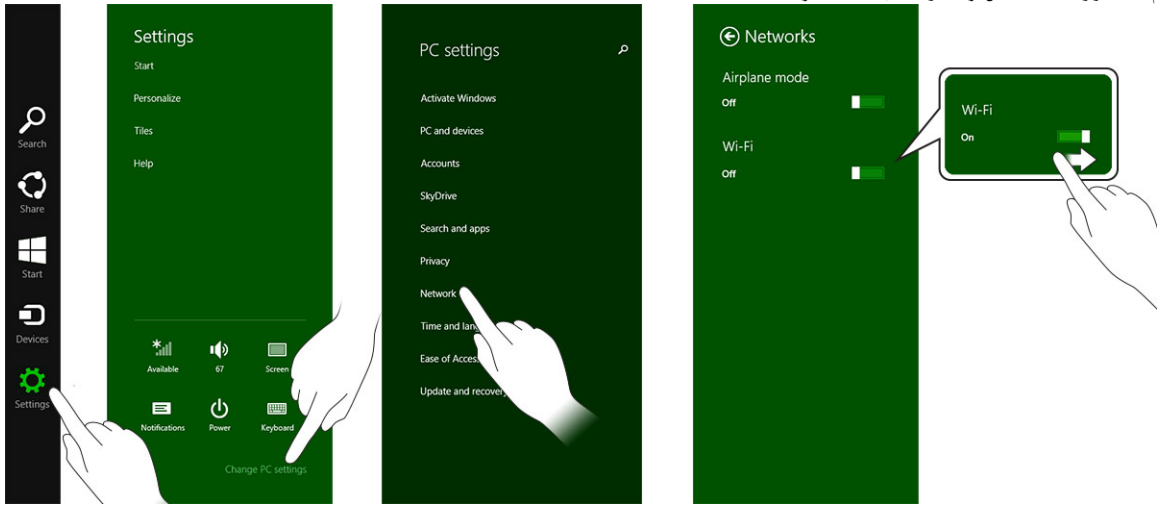 Search
Share
Start
Devices
Settings
Settings
Start
Personalize
Tiles
Help
Available
67
Screen
Notifications
Power
Keyboard
Change PC settings
PC settings
Activate Windows
PC and devices
Accounts
SkyDrive
Search and apps
Privacy
Network
Time and lan
Ease of Acces
Update and recovery
Networks
Airplane mode
Off
Wi-Fi
Off
Wi-Fi
On